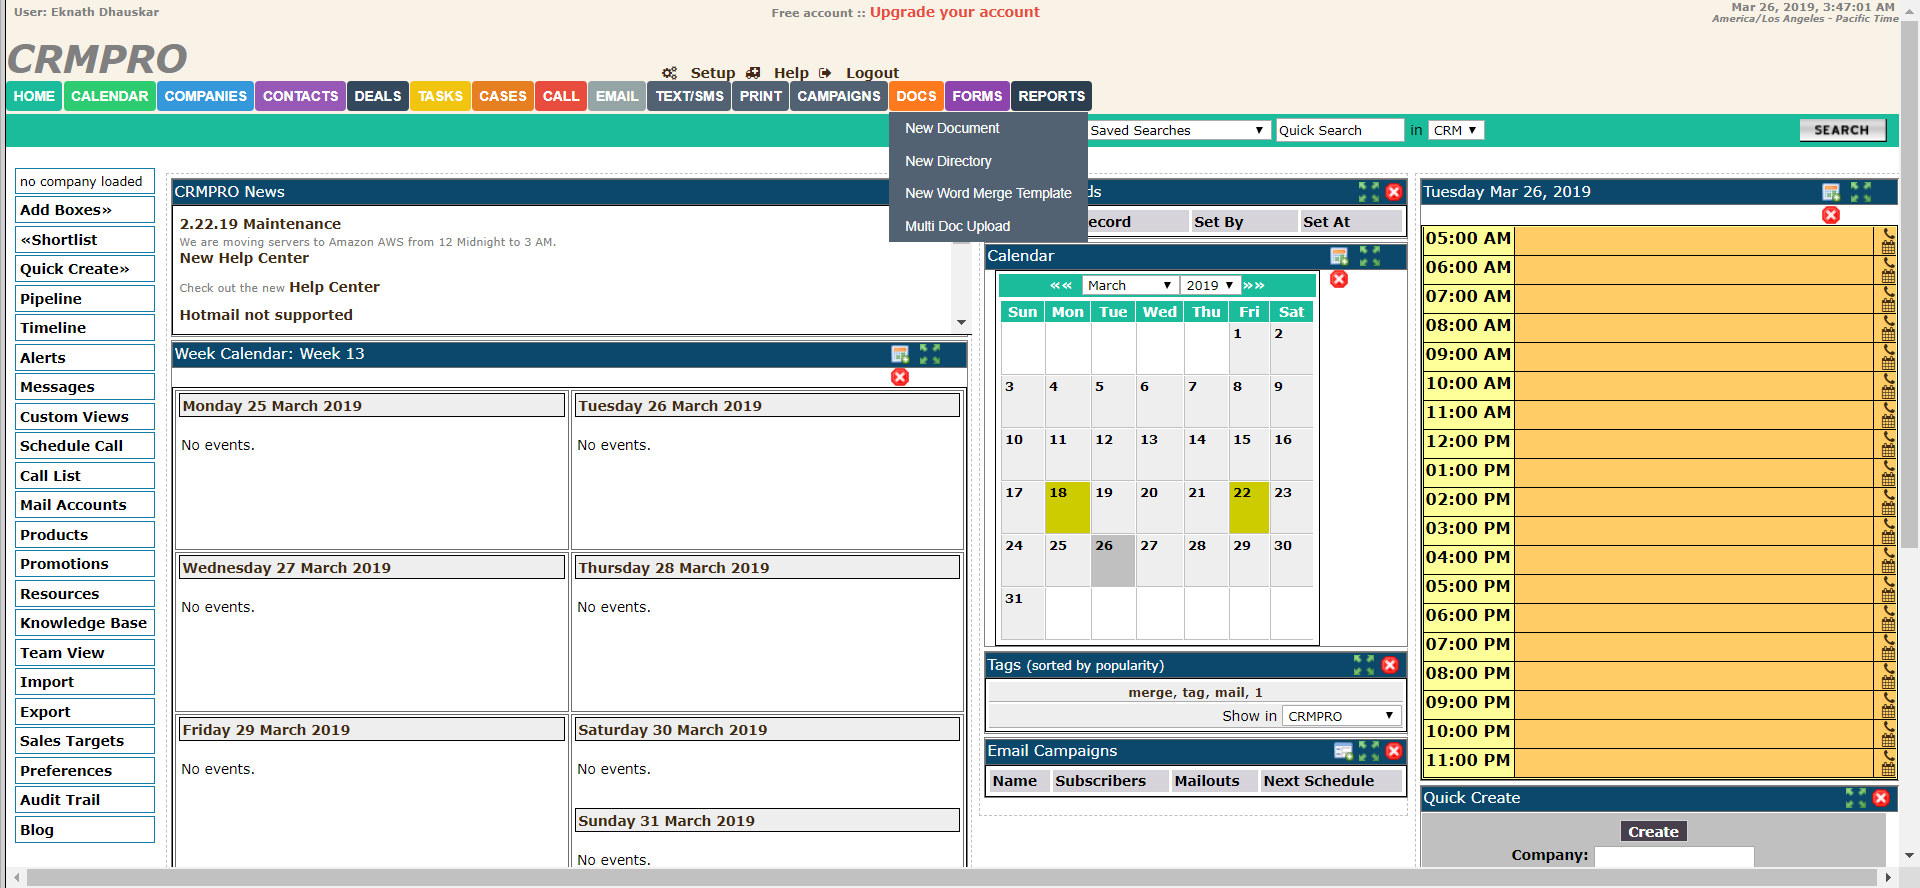 User: Eknath Dhauskar
Free account :: Upgrade your account
Mar 26, 2019, 3:47:01 AM
America/Los Angeles - Pacific Time
CRMPRO
Setup Help Logout
HOME CALENDAR COMPANIES CONTACTS DEALS TASKS CASES CALL EMAIL TEXT/SMS PRINT CAMPAIGNS DOCS FORMS REPORTS
New Document
New Directory
New Word Merge Template
Multi Doc Upload
Saved Searches Quick Search in CRM SEARCH
no company loaded
Add Boxes»
«Shortlist
Quick Create»
Pipeline
Timeline
Alerts
Messages
Custom Views
Schedule Call
Call List
Mail Accounts
Products
Promotions
Resources
Knowledge Base
Team View
Import
Export
Sales Targets
Preferences
Audit Trail
Blog
CRMPRO News
2.22.19 Maintenance
We are moving servers to Amazon AWS from 12 Midnight to 3 AM.
New Help Center
Check out the new Help Center
Hotmail not supported
Week Calendar: Week 13
Monday 25 March 2019
No events.
Tuesday 26 March 2019
No events.
Wednesday 27 March 2019
No events.
Thursday 28 March 2019
No events.
Friday 29 March 2019
No events.
Saturday 30 March 2019
No events.
Sunday 31 March 2019
No events.
ds
ecord Set By Set At
Calendar
«« March 2019 »»
Sun Mon Tue Wed Thu Fri Sat
1 2
3 4 5 6 7 8 9
10 11 12 13 14 15 16
17 18 19 20 21 22 23
24 25 26 27 28 29 30
31
Tags (sorted by popularity)
merge, tag, mail, 1
Show in CRMPRO
Email Campaigns
Name Subscribers Mailouts Next Schedule
Tuesday Mar 26, 2019
05:00 AM
06:00 AM
07:00 AM
08:00 AM
09:00 AM
10:00 AM
11:00 AM
12:00 PM
01:00 PM
02:00 PM
03:00 PM
04:00 PM
05:00 PM
06:00 PM
07:00 PM
08:00 PM
09:00 PM
10:00 PM
11:00 PM
Quick Create
Create
Company: